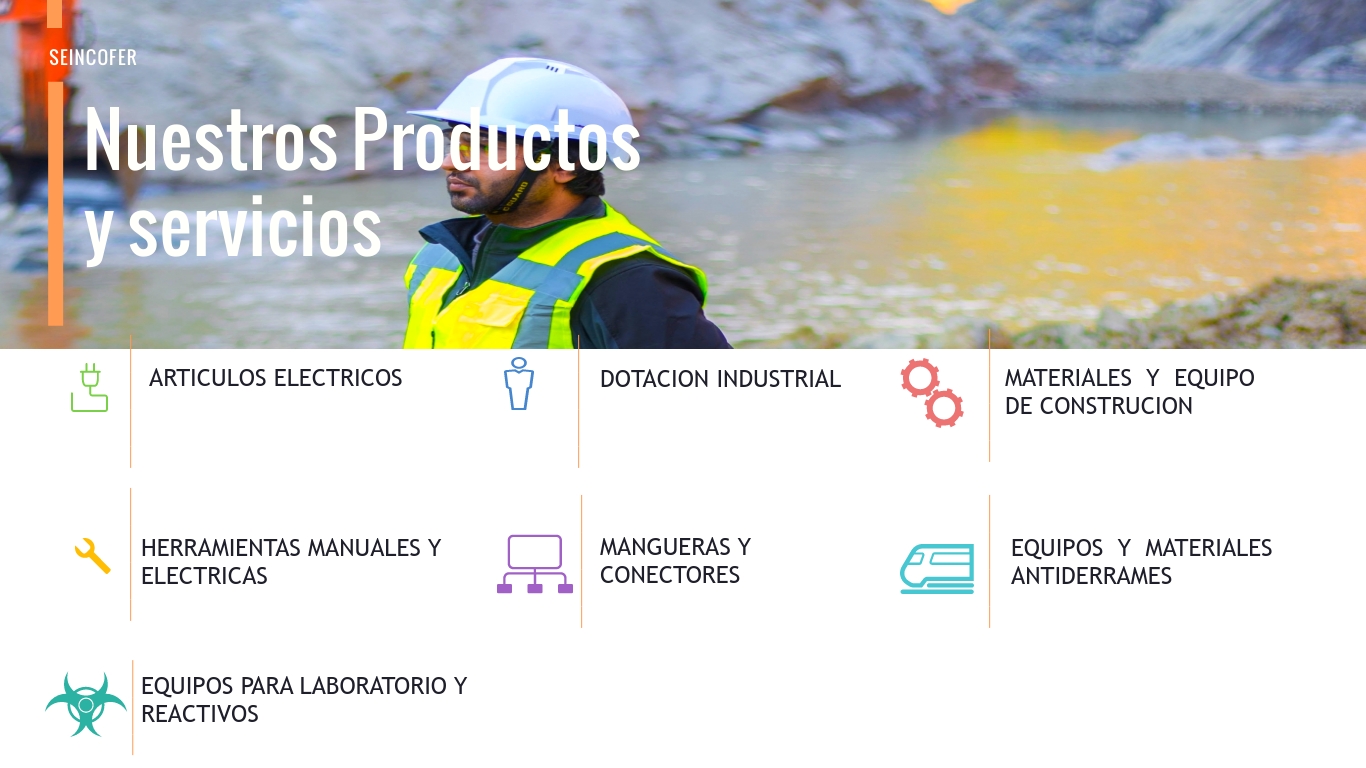 SEINCOFER
Nuestros Productos
y servicios
ARTICULOS ELECTRICOS
DOTACION INDUSTRIAL
MATERIALES Y EQUIPO
DE CONSTRUCION
HERRAMIENTAS MANUALES Y
ELECTRICAS
MANGUERAS Y
CONECTORES
EQUIPOS Y MATERIALES
ANTIDERRAMES
EQUIPOS PARA LABORATORIO Y
REACTIVOS